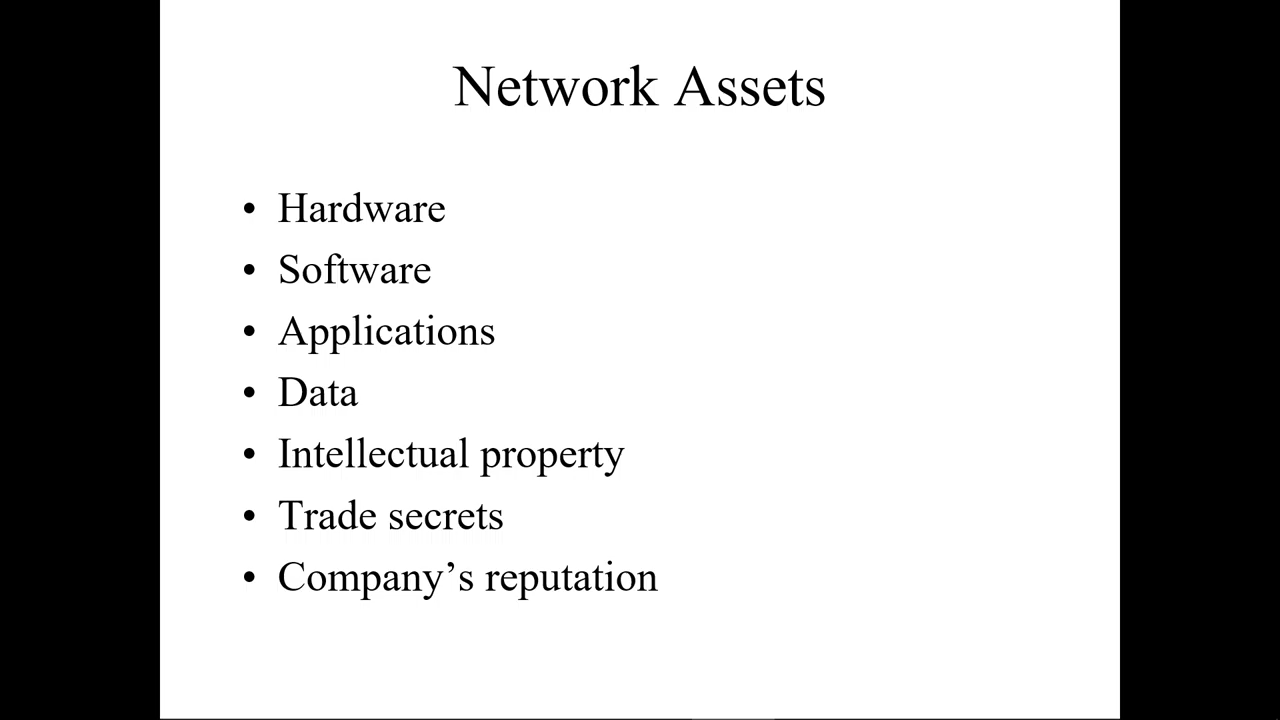 Network Assets
• Hardware
• Software
• Applications
• Data
• Intellectual property
• Trade secrets
• Company’s reputation